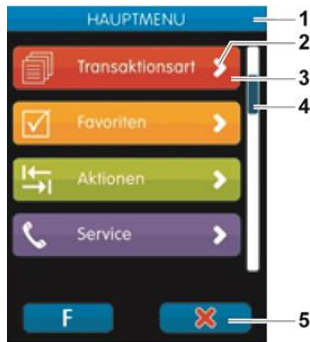 HAUPTMENU
1
2
Transaktionsart
3
4
Favoriten
Aktionen
Service
F
5